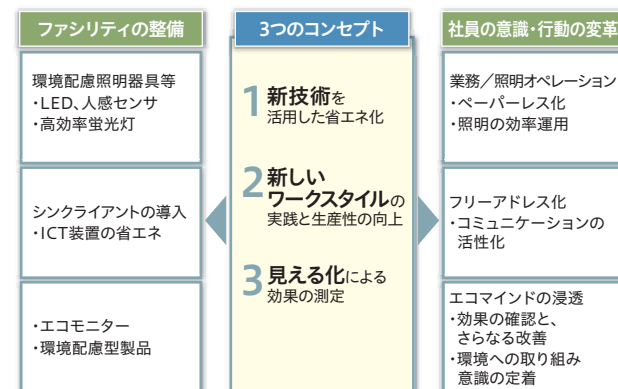 ファシリティの整備
環境配慮照明器具等
・LED、人感センサ
・高効率蛍光灯
シンクライアントの導入
・ICT装置の省エネ
・エコモニター
・環境配慮型製品
3つのコンセプト
1 新技術を
活用した省エネ化
2 新しい
ワークスタイルの
実践と生産性の向上
3 見える化による
効果の測定
社員の意識・行動の変革
業務／照明オペレーション
・ペーパーレス化
・照明の効率運用
フリーアドレス化
・コミュニケーションの
活性化
エコマインドの浸透
・効果の確認と、
さらなる改善
・環境への取り組み
意識の定着